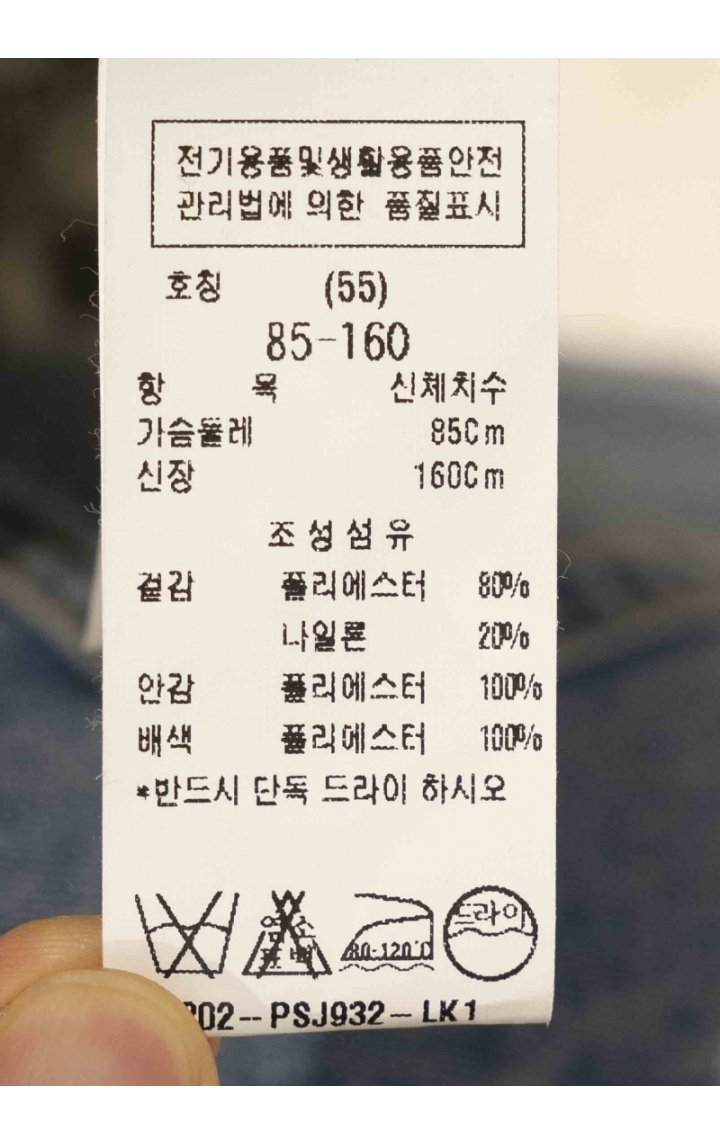 전기용품및생활용품안전
관리법에 의한 품질표시
호칭 (55)
85-160
항 목 신체치수
가슴둘레 85Cm
신장 160Cm
조성섬유
겉감 폴리에스터 80%
나일론 20%
안감 폴리에스터 100%
배색 폴리에스터 100%
*반드시 단독 드라이 하시오
염소 표백
80-120℃
드라이
02--PSJ932-LK1